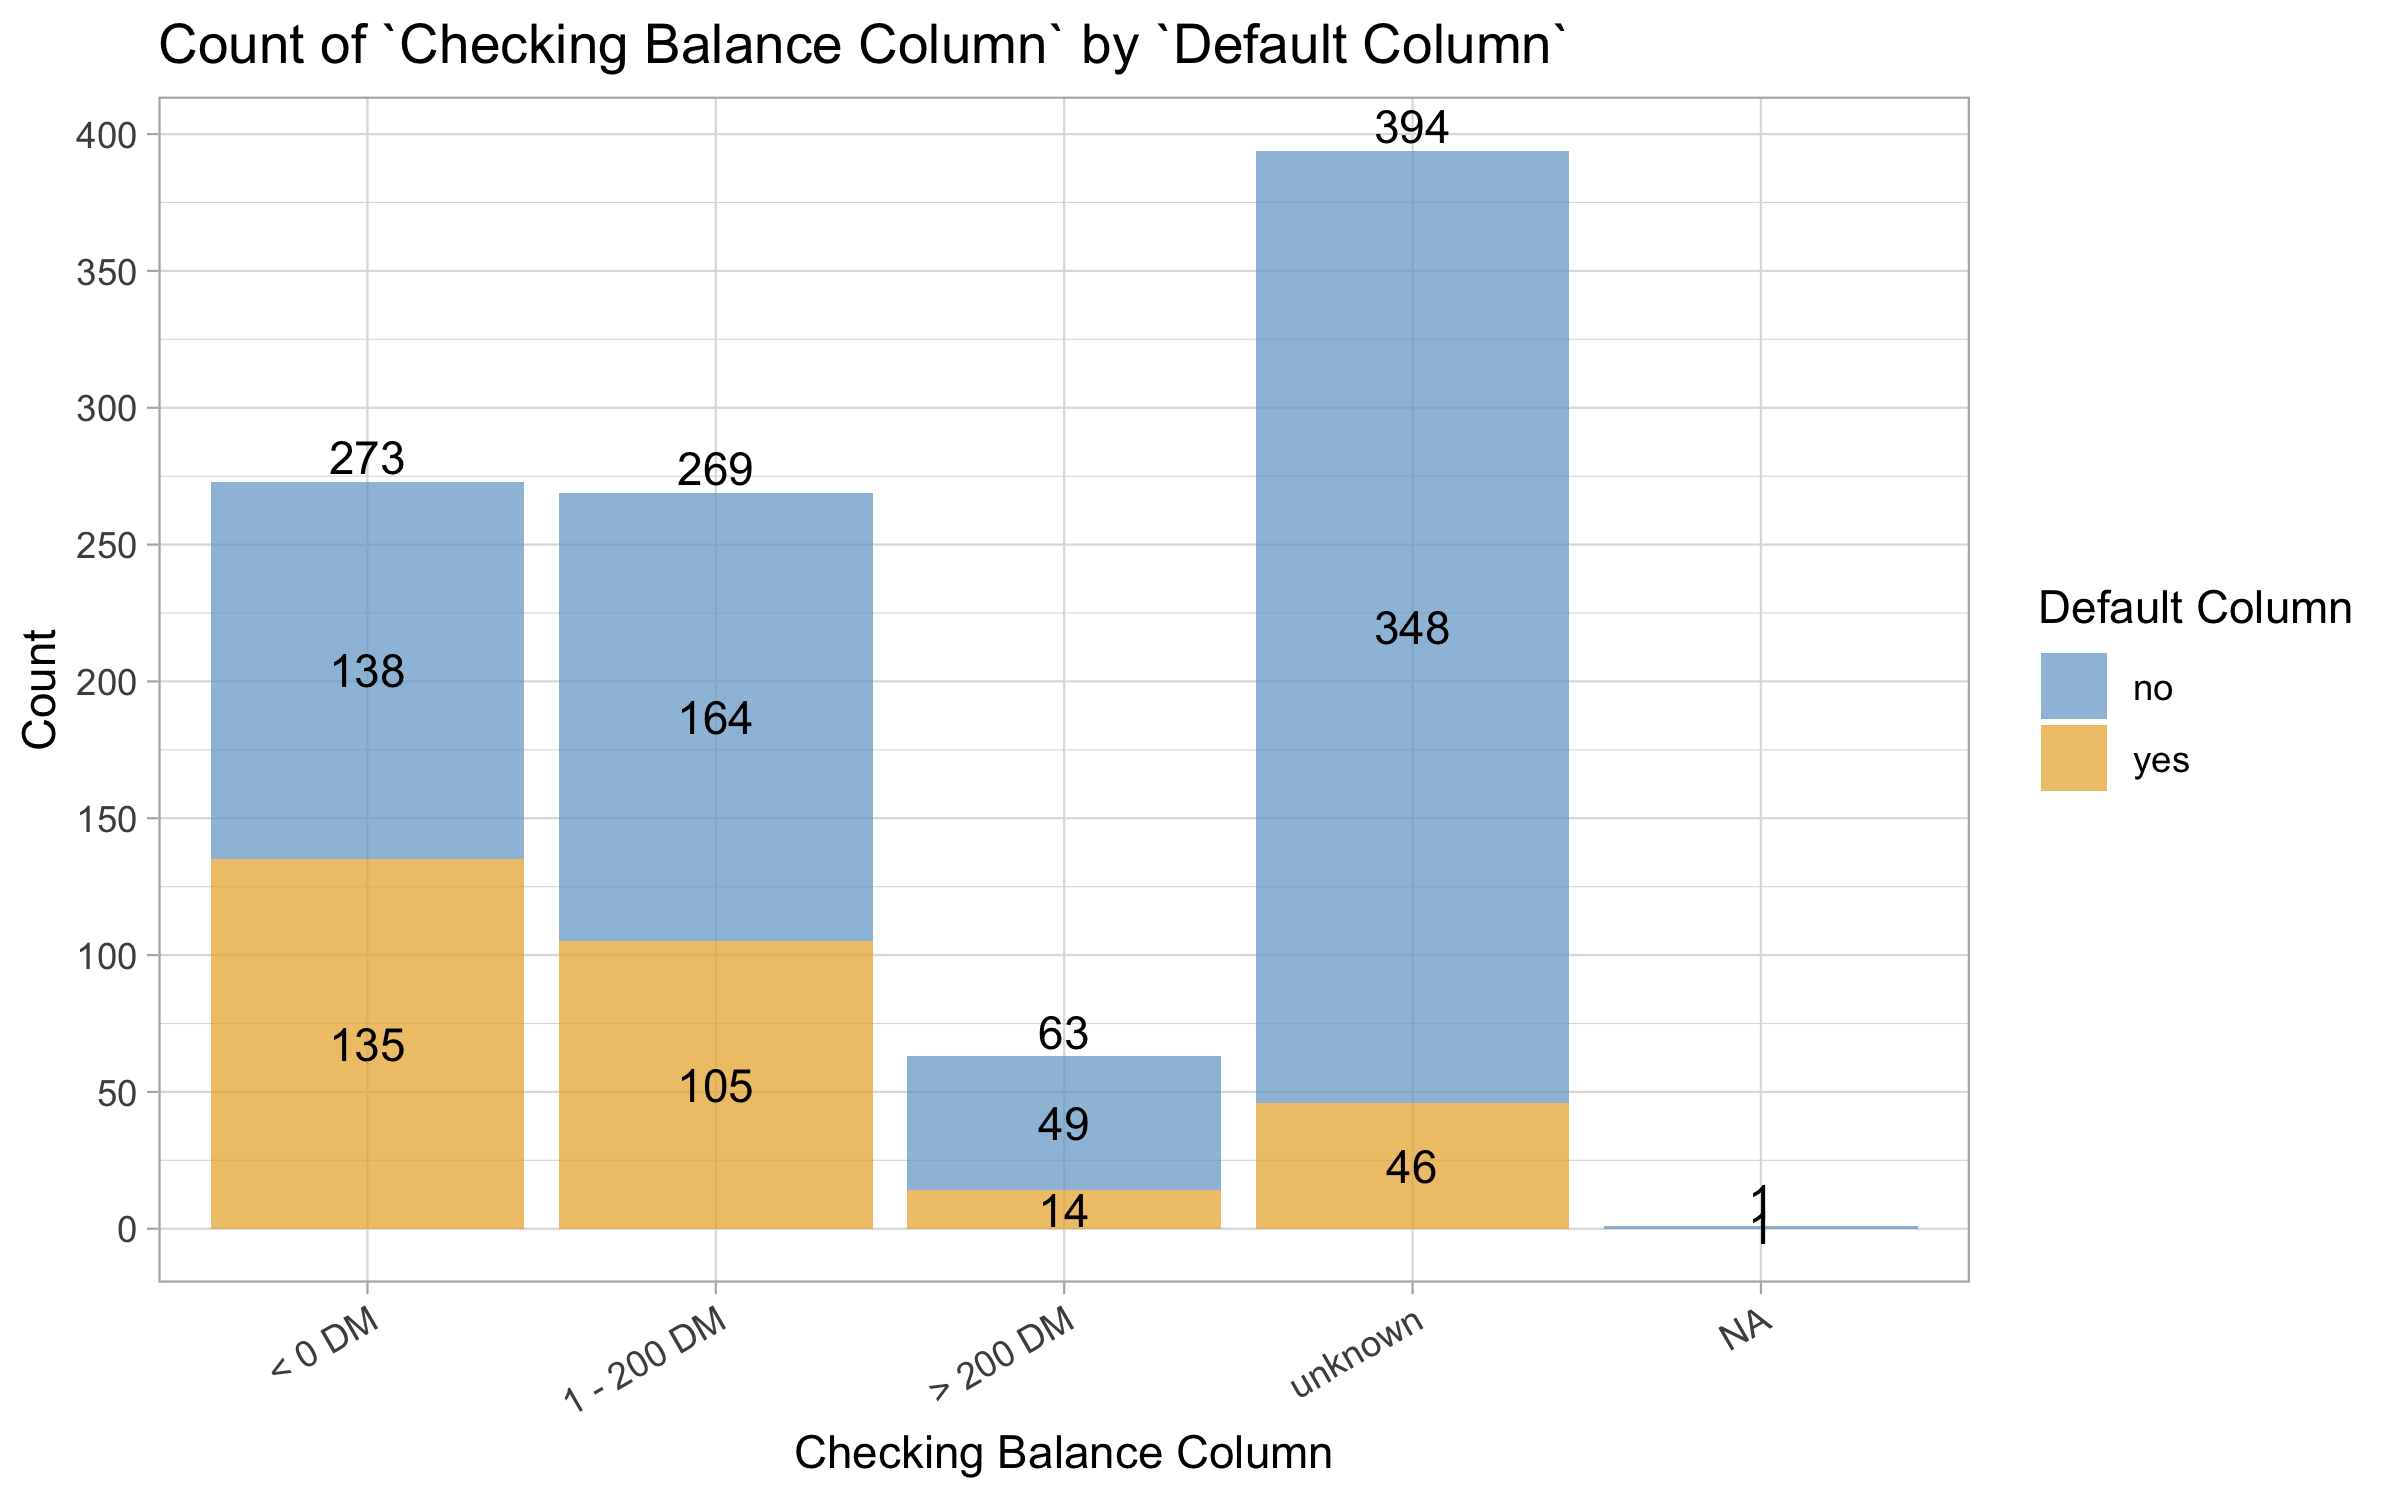 Count of `Checking Balance Column` by `Default Column`
400
350
300
250
200
150
100
50
0
Count
273
138
135
269
164
105
63
49
14
394
348
46
1
1
< 0 DM
1 - 200 DM
> 200 DM
unknown
NA
Checking Balance Column
Default Column
no
yes